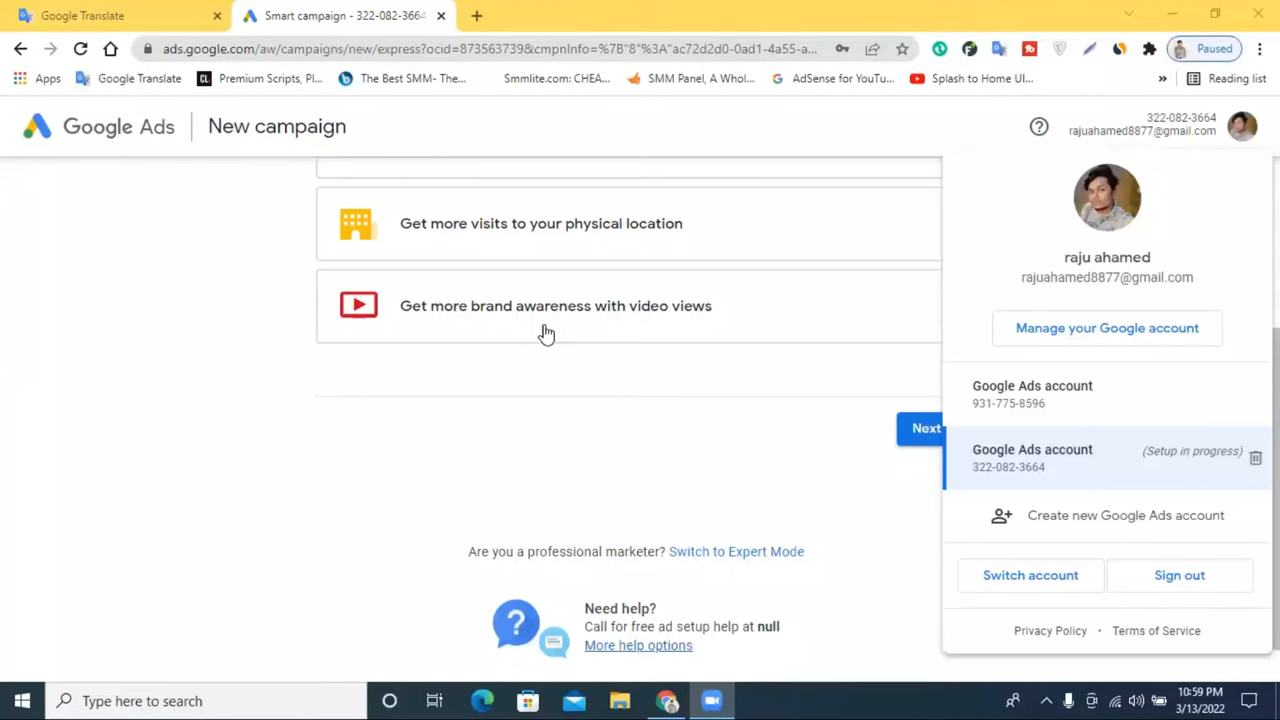 Google Translate
Smart campaign - 322-082-3664
ads.google.com/aw/campaigns/new/express?ocid=873563739&cmpnInfo=%7B"8"%3A"ac72d2d0-0ad1-4a55-a...
Paused
Apps
Google Translate
Premium Scripts, Pl...
The Best SMM- The...
Smmlite.com: CHEA...
SMM Panel, A Whol...
AdSense for YouTu...
Splash to Home UI...
»
Reading list
Google Ads
New campaign
322-082-3664
rajuahamed8877@gmail.com
Get more visits to your physical location
Get more brand awareness with video views
Next
Are you a professional marketer? Switch to Expert Mode
Need help?
Call for free ad setup help at null
More help options
raju ahamed
rajuahamed8877@gmail.com
Manage your Google account
Google Ads account
931-775-8596
Google Ads account
(Setup in progress)
322-082-3664
Create new Google Ads account
Switch account
Sign out
Privacy Policy • Terms of Service
Type here to search
10:59 PM
3/13/2022